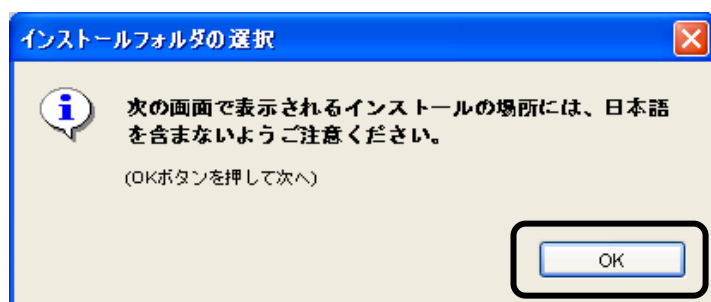 インストールフォルダの選択
次の画面で表示されるインストールの場所には、日本語
を含まないようご注意ください。
(OKボタンを押して次へ)
OK